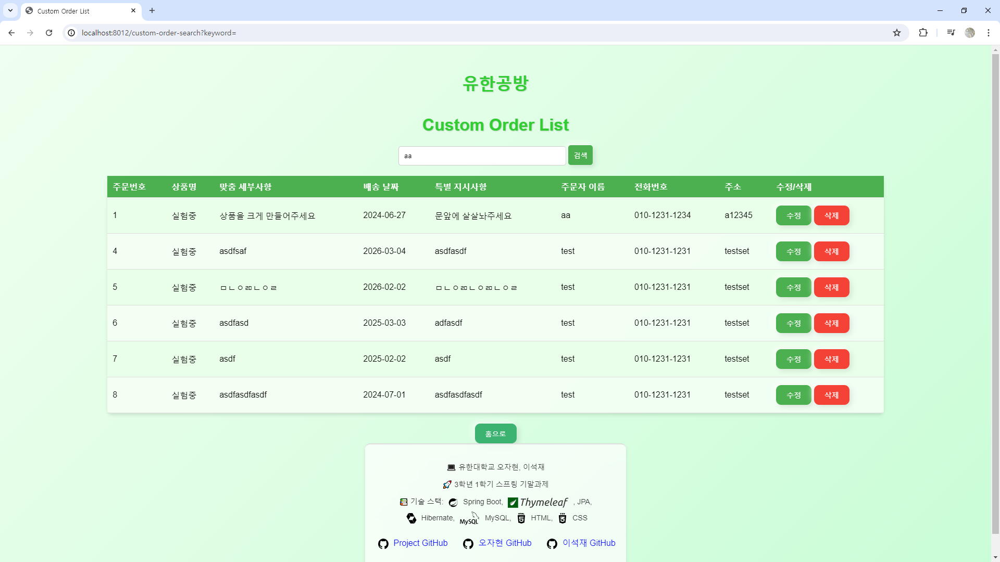 Custom Order List
localhost:8012/custom-order-search?keyword=
유한공방
Custom Order List
aa 검색
주문번호 상품명 맞춤 세부사항 배송 날짜 특별 지시사항 주문자 이름 전화번호 주소 수정/삭제
1 실험중 상품을 크게 만들어주세요 2024-06-27 문앞에 살살놔주세요 aa 010-1231-1234 a12345 수정 삭제
4 실험중 asdfsaf 2026-03-04 asdfasdf test 010-1231-1231 testset 수정 삭제
5 실험중 ㅁㄴㅇㄻㄴㅇㄹ 2026-02-02 ㅁㄴㅇㄻㄴㅇㄻㄴㅇㄹ test 010-1231-1231 testset 수정 삭제
6 실험중 asdfasd 2025-03-03 adfasdf test 010-1231-1231 testset 수정 삭제
7 실험중 asdf 2025-02-02 asdf test 010-1231-1231 testset 수정 삭제
8 실험중 asdfasdfasdf 2024-07-01 asdfasdfasdf test 010-1231-1231 testset 수정 삭제
홈으로
유한대학교 오자현, 이석재
3학년 1학기 스프링 기말과제
기술 스택: Spring Boot, Thymeleaf , JPA,
Hibernate, MySQL MySQL, HTML, CSS
Project GitHub 오자현 GitHub 이석재 GitHub